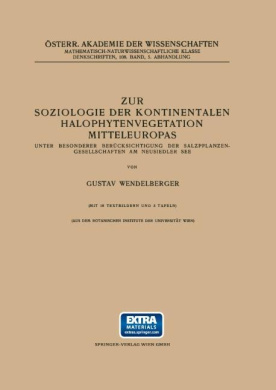 ÖSTERR. AKADEMIE DER WISSENSCHAFTEN
MATHEMATISCH-NATURWISSENSCHAFTLICHE KLASSE
DENKSCHRIFTEN, 108. BAND, 5. ABHANDLUNG
ZUR
SOZIOLOGIE DER KONTINENTALEN
HALOPHYTENVEGETATION
MITTELEUROPAS
UNTER BESONDERER BERÜCKSICHTIGUNG DER SALZPFLANZEN-
GESELLSCHAFTEN AM NEUSIEDLER SEE
VON
GUSTAV WENDELBERGER
(MIT TEXTBILDERN UND TAFELN)
(AUS DEM BOTANISCHEN INSTITUTE DER UNIVERSITÄT WIEN)
EXTRA
MATERIALS
extras.springer.com
SPRINGER-VERLAG WIEN GMBH